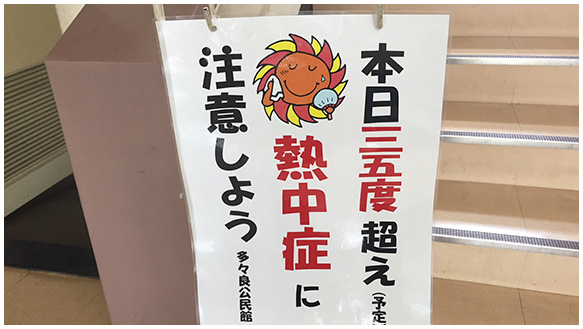 本日三五度超え(予定
熱中症に
注意しよう
多々良公民館